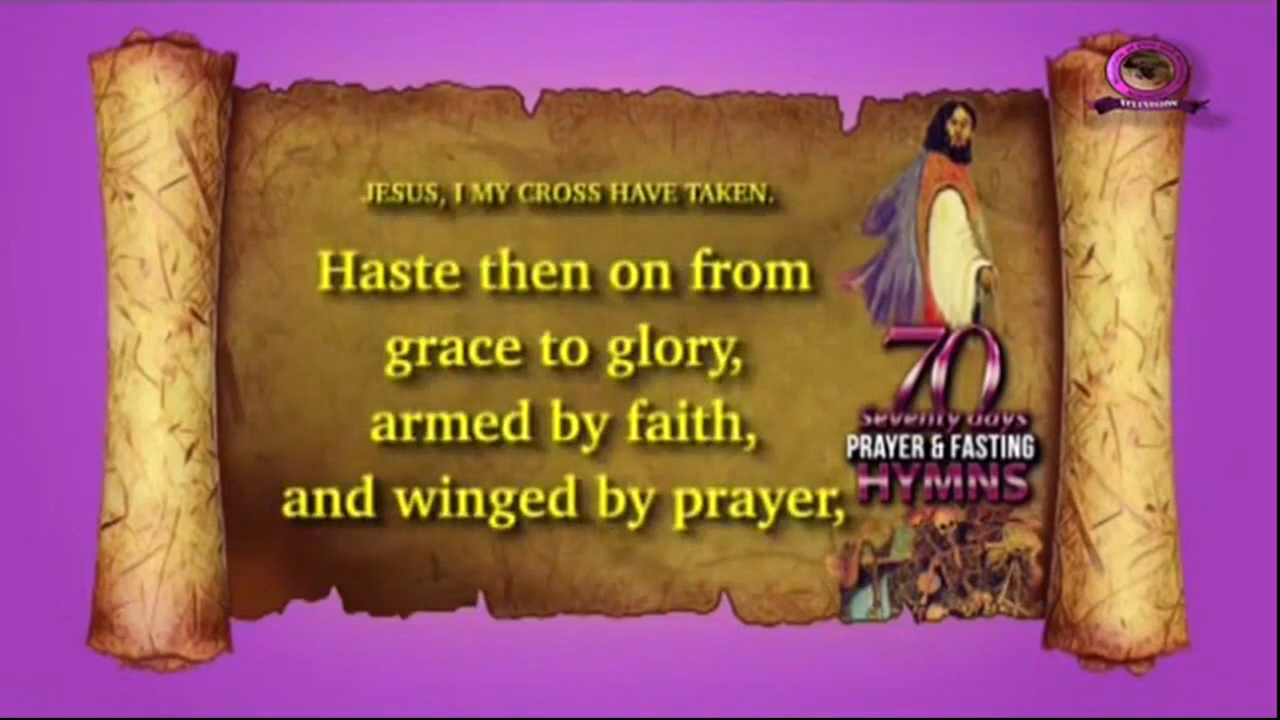 TELEVISION
JESUS, I MY CROSS HAVE TAKEN.
Haste then on from
grace to glory,
armed by faith,
and winged by prayer,
70
Seventy days
PRAYER & FASTING
HYMNS